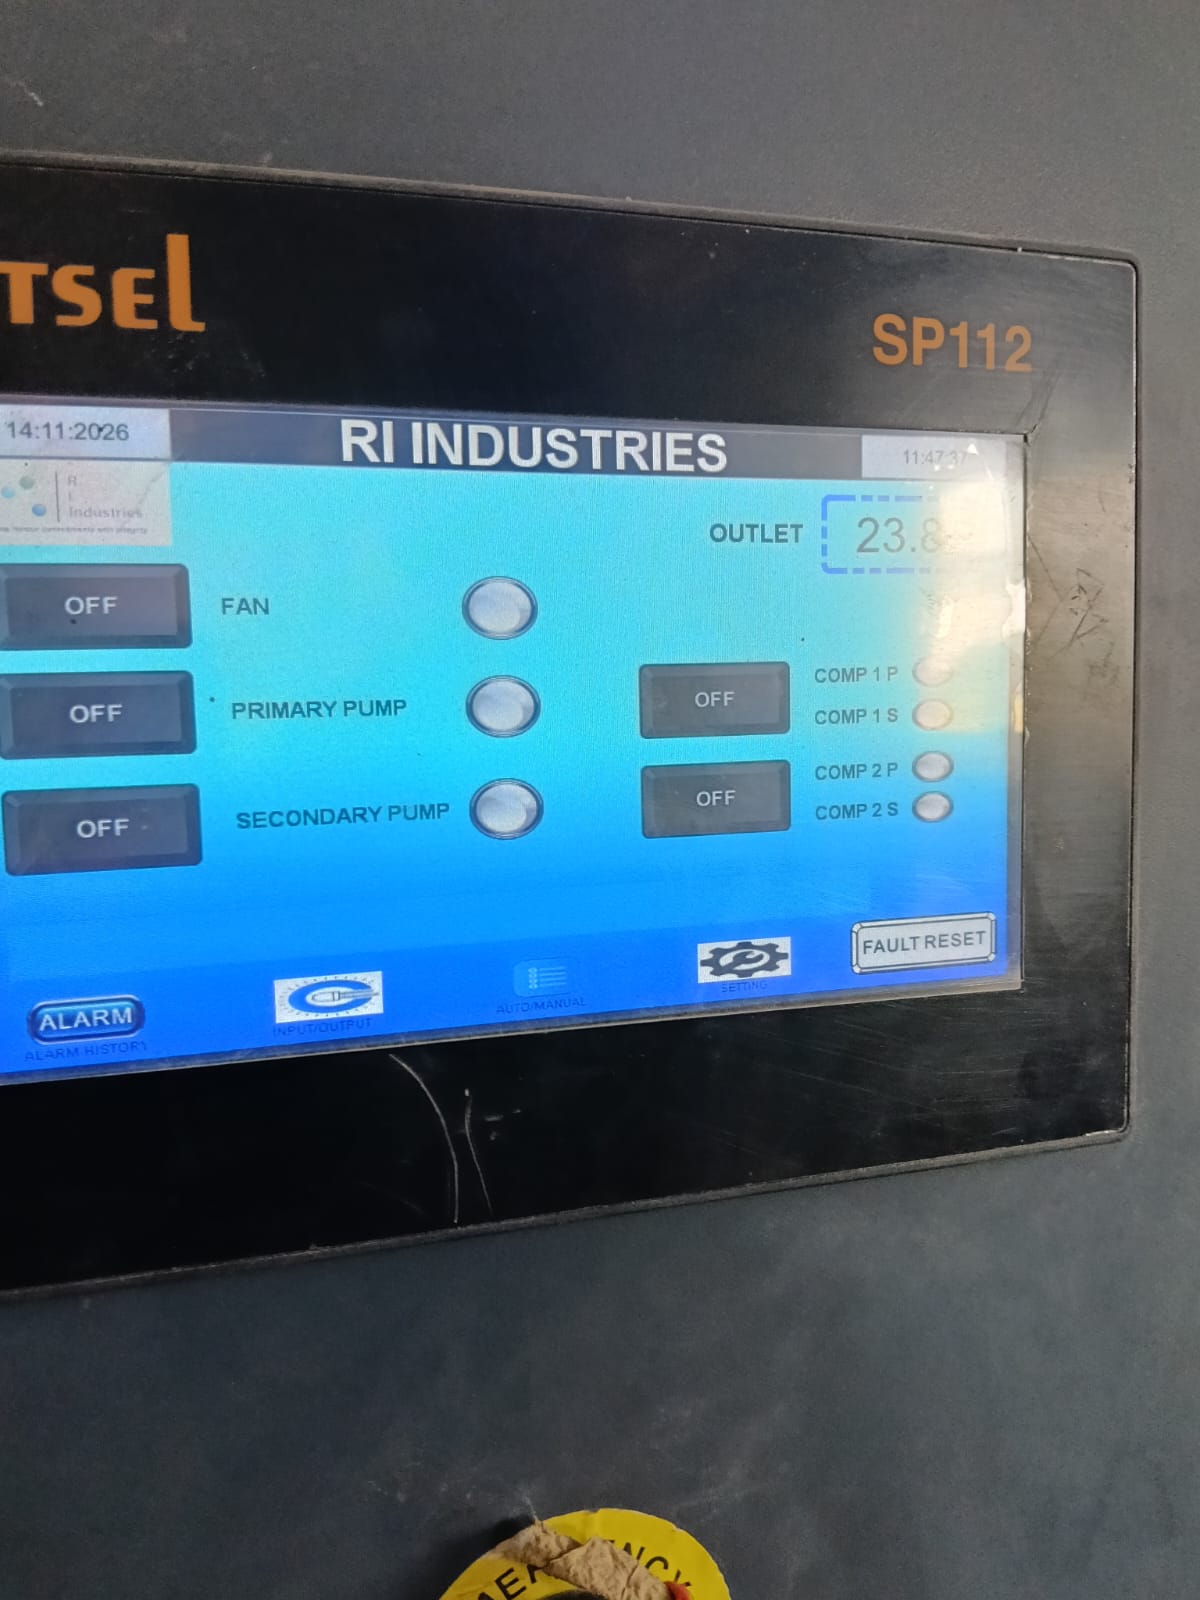 TSEL
SP112
14:11:2026
RI INDUSTRIES
11:47:37
R
I
Industries
OUTLET
23.8
OFF
FAN
OFF
PRIMARY PUMP
OFF
COMP 1 P
COMP 1 S
OFF
SECONDARY PUMP
OFF
COMP 2 P
COMP 2 S
ALARM
ALARM HISTORY
INPUT/OUTPUT
AUTO/MANUAL
SETTING
FAULT RESET